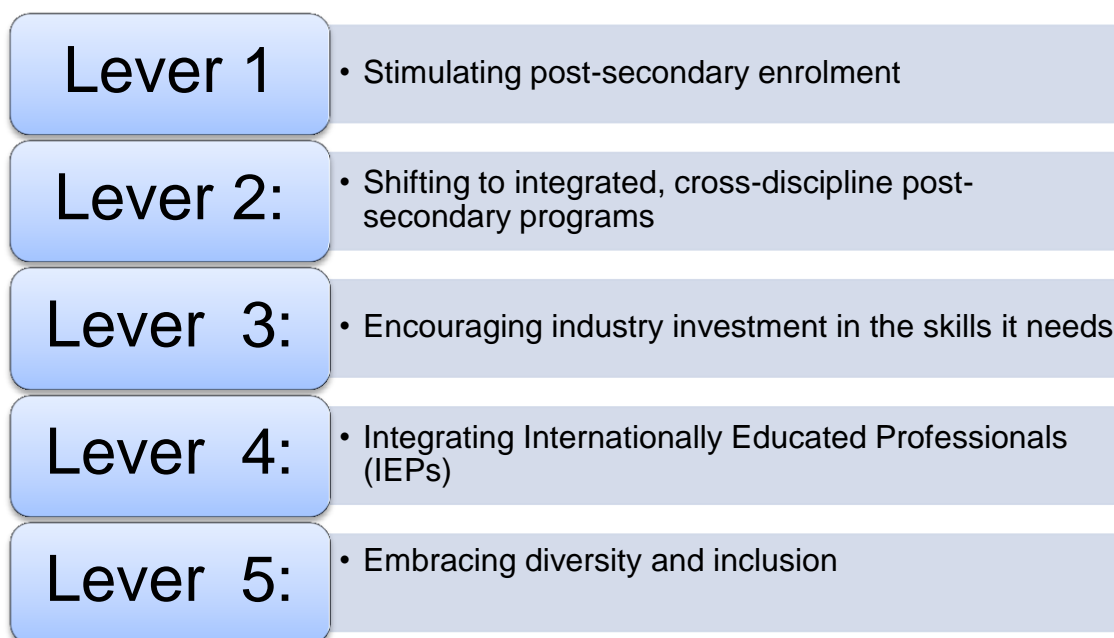 Lever 1
• Stimulating post-secondary enrolment
Lever 2:
• Shifting to integrated, cross-discipline post-
secondary programs
Lever 3:
• Encouraging industry investment in the skills it needs
Lever 4:
• Integrating Internationally Educated Professionals
(IEPs)
Lever 5:
• Embracing diversity and inclusion